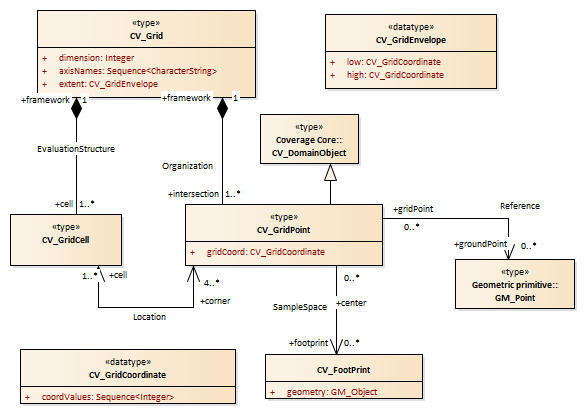 «type»
CV_Grid
+ dimension: Integer
+ axisNames: Sequence<CharacterString>
+ extent: CV_GridEnvelope
«datatype»
CV_GridEnvelope
+ low: CV_GridCoordinate
+ high: CV_GridCoordinate
+framework 1
+framework 1
«type»
Coverage Core::
CV_DomainObject
EvaluationStructure
Organization
+cell 1..*
+intersection 1..*
«type»
CV_GridCell
«type»
CV_GridPoint
+ gridCoord: CV_GridCoordinate
+gridPoint
0..*
Reference
+groundPoint 0..*
«type»
Geometric primitive::
GM_Point
1..* +cell
4..*
+corner
Location
0..*
+center
SampleSpace
+footprint 0..*
«datatype»
CV_GridCoordinate
+ coordValues: Sequence<Integer>
CV_FootPrint
+ geometry: GM_Object